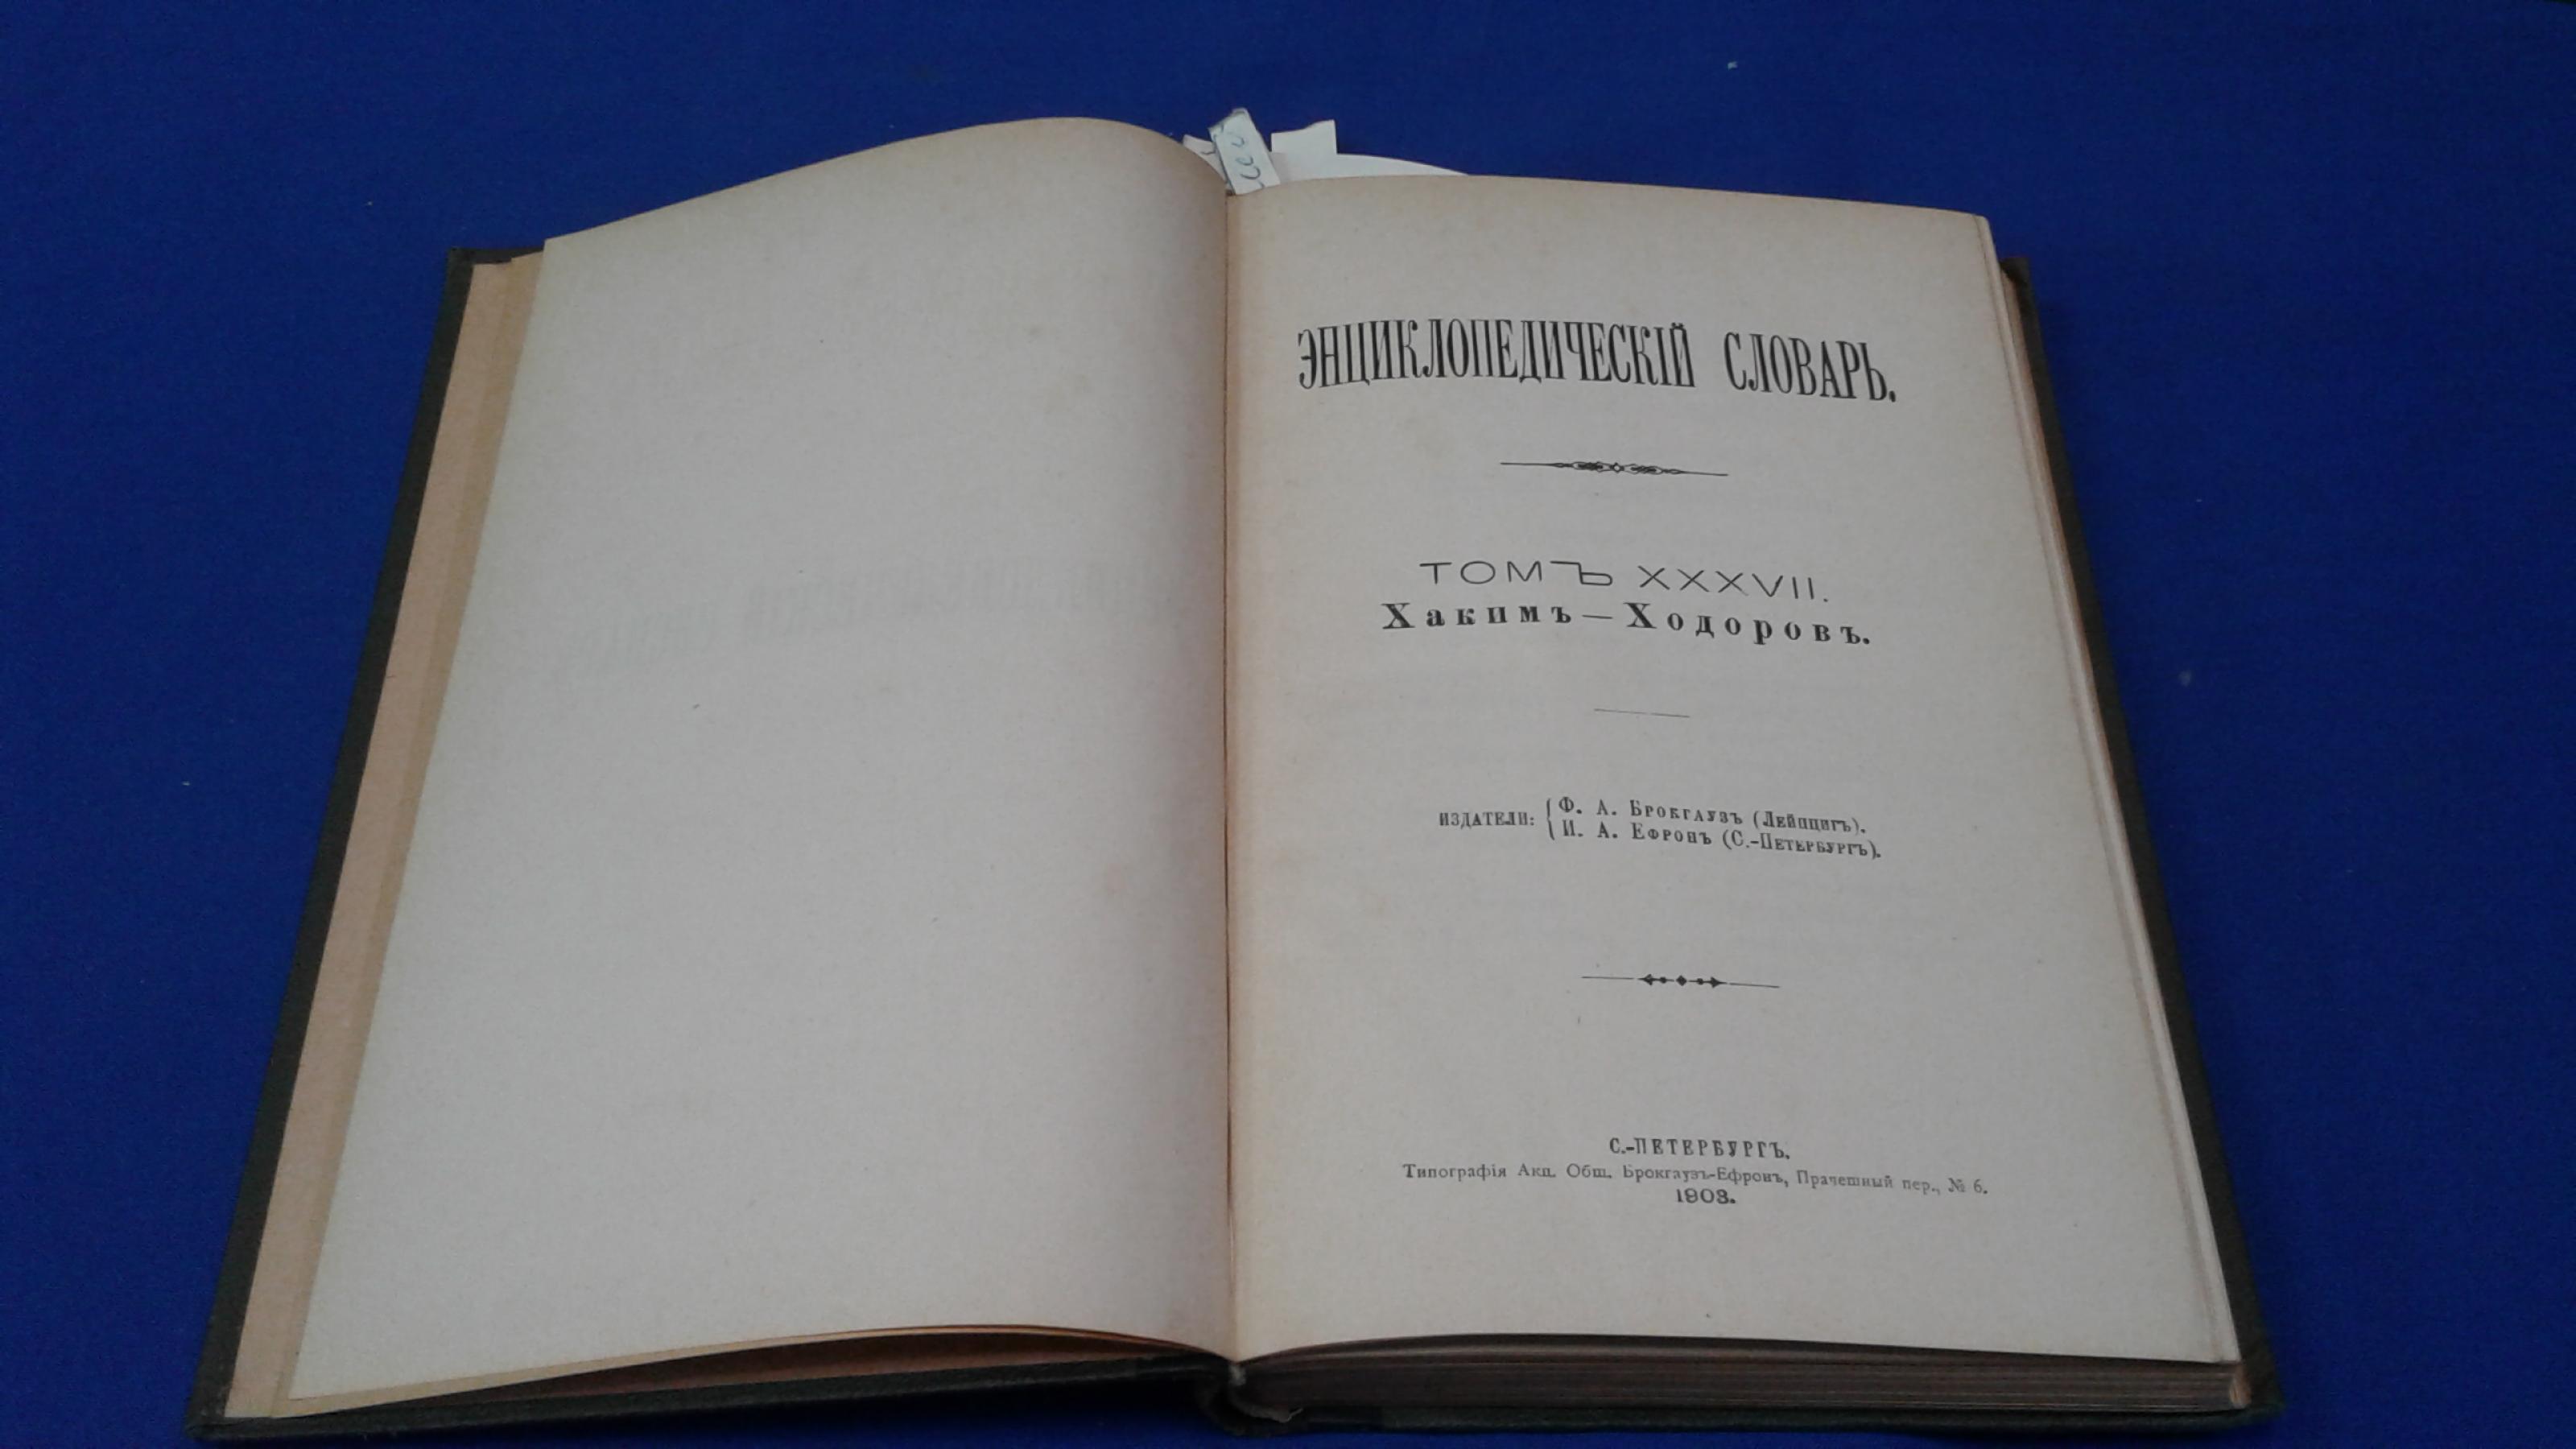 ЭНЦИКЛОПЕДИЧЕСКІЙ СЛОВАРЬ.
ТОМЪ XXXVII.
Хакимъ — Ходоровъ.
ИЗДАТЕЛИ: Ф. А. БРОКГАУЗЪ (ЛЕЙПЦИГЪ).
И. А. ЕФРОНЪ (С.-ПЕТЕРБУРГЪ).
С.-ПЕТЕРБУРГЪ.
Типографія Акц. Общ. Брокгаузъ-Ефронъ, Прачешный пер., № 6.
1903.